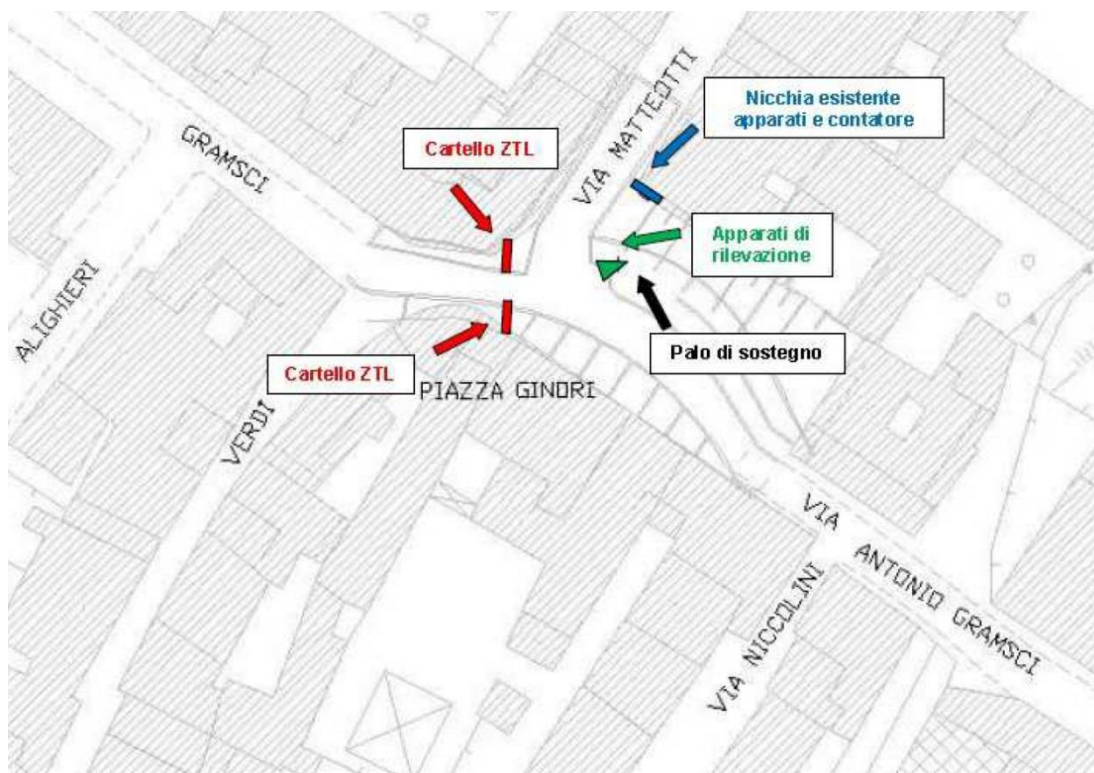 VIA MATTEOTTI
Nicchia esistente
apparati e contatore
GRAMSCI
Cartello ZTL
Apparati di
rilevazione
ALIGHIERI
Palo di sostegno
Cartello ZTL
PIAZZA GINORI
VERDI
VIA ANTONIO GRAMSCI
VIA NICCOLINI